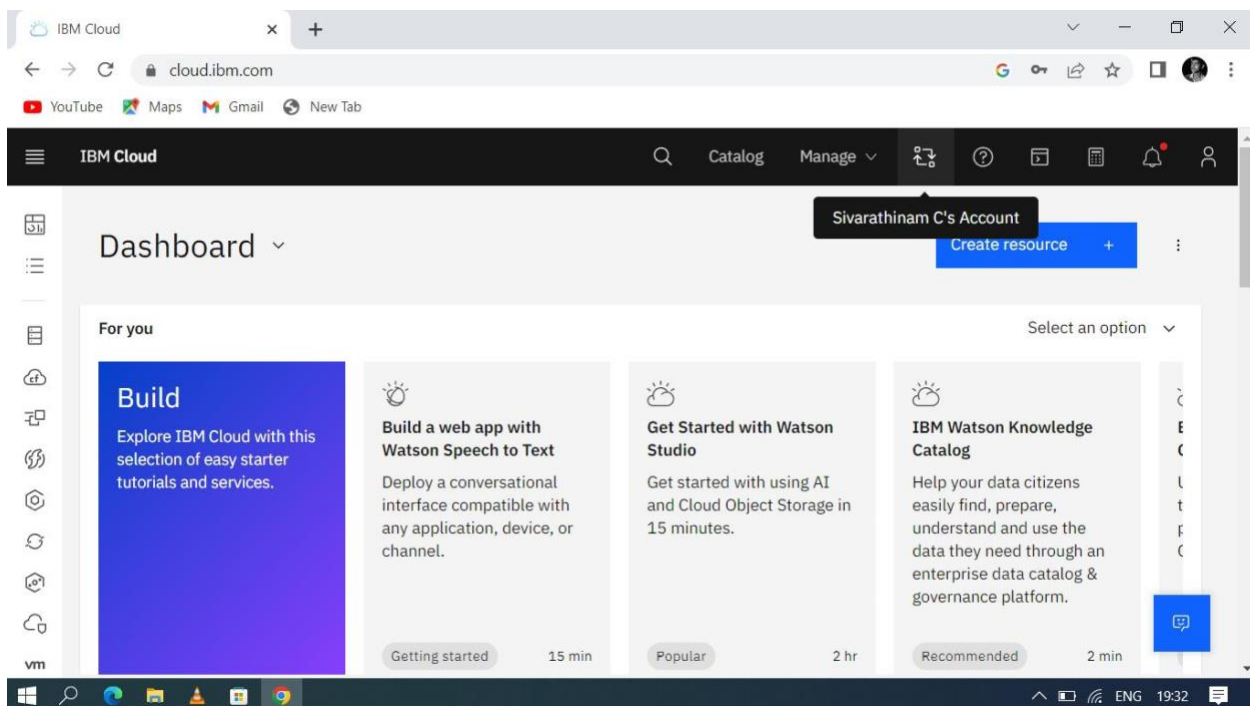 IBM Cloud
cloud.ibm.com
YouTube Maps Gmail New Tab
IBM Cloud Catalog Manage
Sivarathinam C's Account
Dashboard Create resource +
For you Select an option
Build
Explore IBM Cloud with this
selection of easy starter
tutorials and services.
Build a web app with
Watson Speech to Text
Deploy a conversational
interface compatible with
any application, device, or
channel.
Getting started 15 min
Get Started with Watson
Studio
Get started with using AI
and Cloud Object Storage in
15 minutes.
Popular 2 hr
IBM Watson Knowledge
Catalog
Help your data citizens
easily find, prepare,
understand and use the
data they need through an
enterprise data catalog &
governance platform.
Recommended 2 min
vm
ENG 19:32